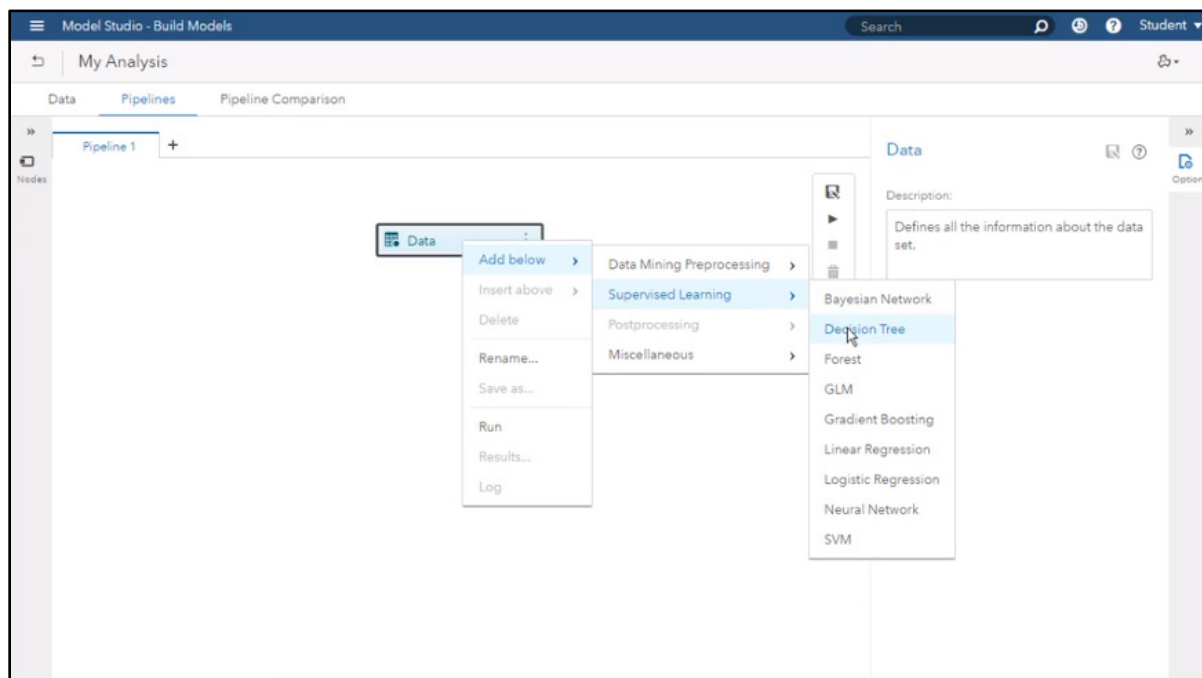 Model Studio - Build Models
Search
Student
My Analysis
Data
Pipelines
Pipeline Comparison
Nodes
Pipeline 1
+
Data
Add below
Insert above
Delete
Rename...
Save as...
Run
Results...
Log
Data Mining Preprocessing
Supervised Learning
Postprocessing
Miscellaneous
Bayesian Network
Decision Tree
Forest
GLM
Gradient Boosting
Linear Regression
Logistic Regression
Neural Network
SVM
Data
Description:
Defines all the information about the data
set.
Option